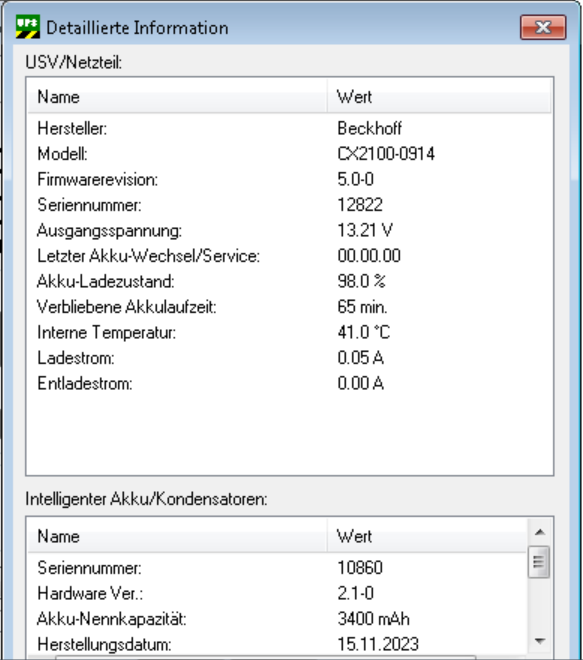 UPS
Detaillierte Information
USV/Netzteil:
Name Wert
Hersteller: Beckhoff
Modell: CX2100-0914
Firmwarerevision: 5.0-0
Seriennummer: 12822
Ausgangsspannung: 13.21 V
Letzter Akku-Wechsel/Service: 00.00.00
Akku-Ladezustand: 98.0 %
Verbliebene Akkulaufzeit: 65 min.
Interne Temperatur: 41.0 °C
Ladestrom: 0.05 A
Entladestrom: 0.00 A
Intelligenter Akku/Kondensatoren:
Name Wert
Seriennummer: 10860
Hardware Ver.: 2.1-0
Akku-Nennkapazität: 3400 mAh
Herstellungsdatum: 15.11.2023